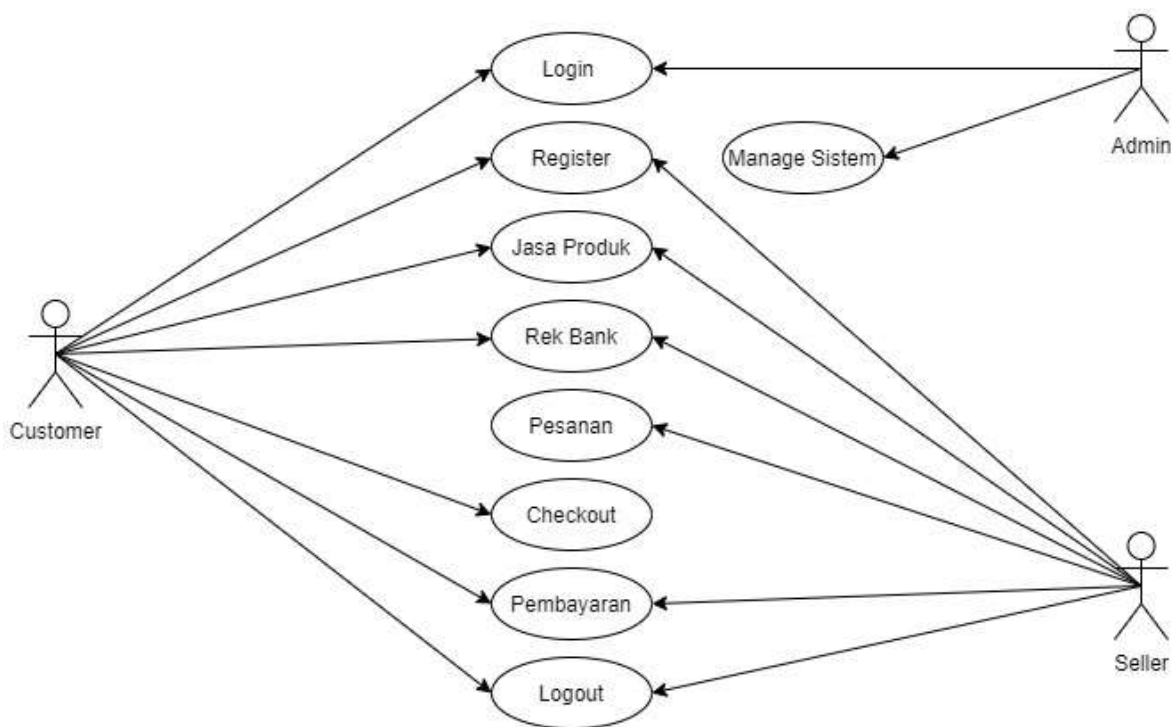 Login
Admin
Register
Manage Sistem
Jasa Produk
Rek Bank
Customer
Pesanan
Checkout
Pembayaran
Seller
Logout